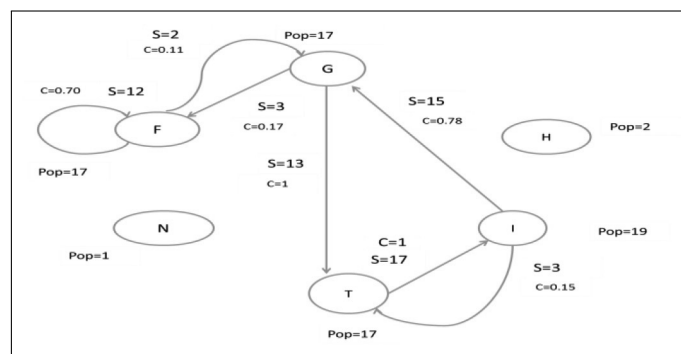 S=2
C=0.11
Pop=17
G
C=0.70
S=12
F
S=3
C=0.17
S=15
C=0.78
H
Pop=2
Pop=17
S=13
C=1
N
Pop=1
C=1
S=17
I
Pop=19
S=3
C=0.15
T
Pop=17